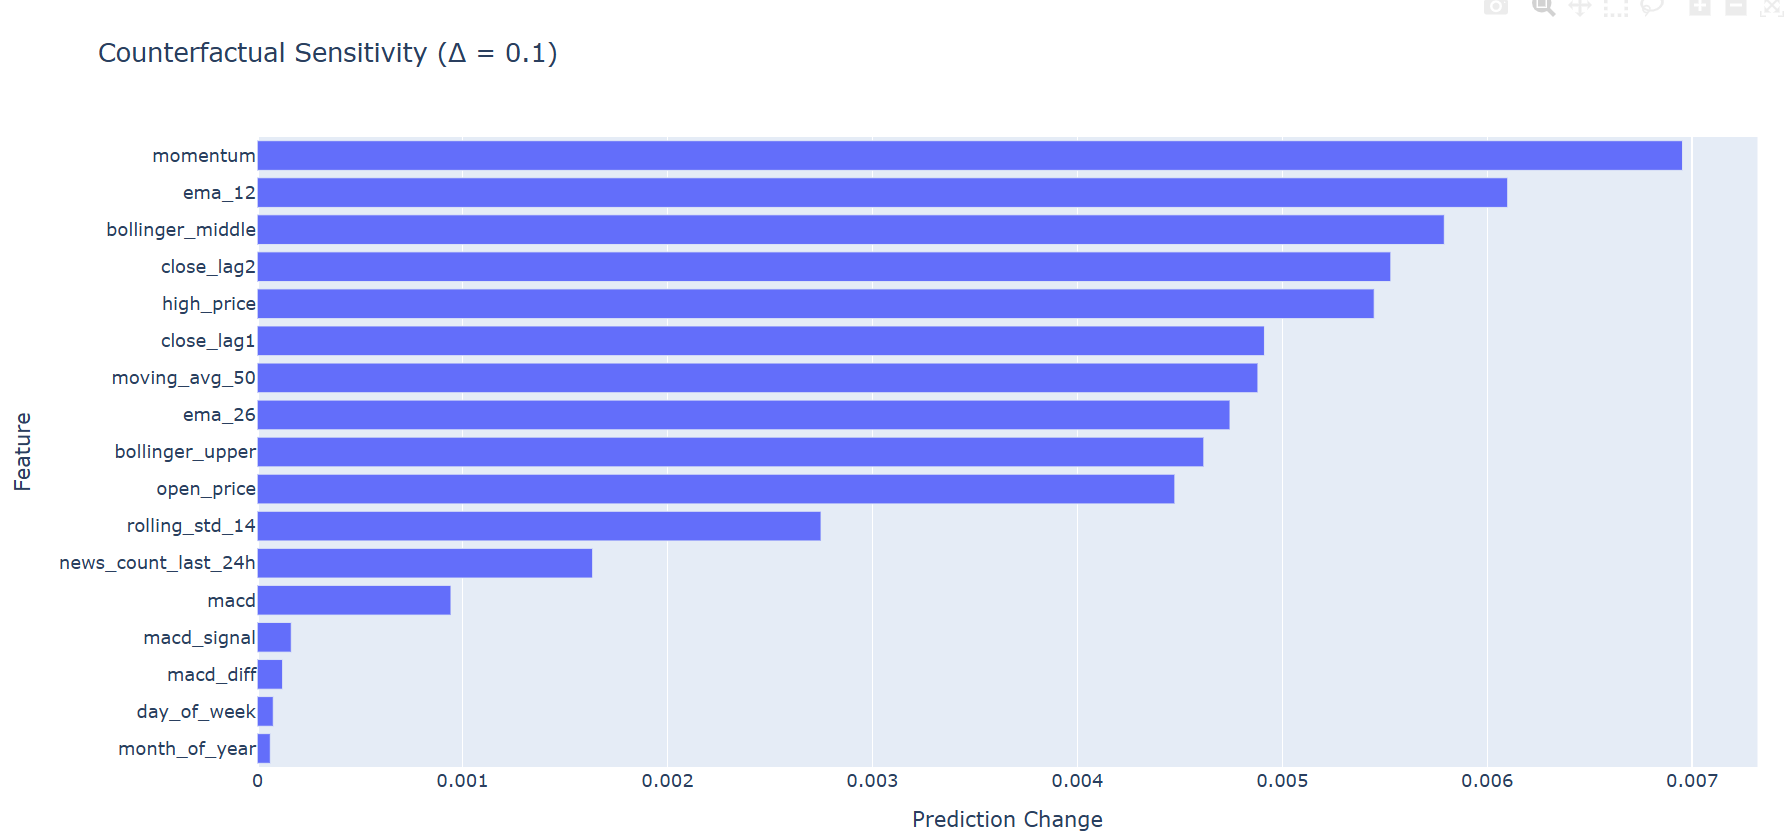 Counterfactual Sensitivity (Δ = 0.1)
momentum
ema_12
bollinger_middle
close_lag2
high_price
close_lag1
moving_avg_50
ema_26
bollinger_upper
open_price
rolling_std_14
news_count_last_24h
macd
macd_signal
macd_diff
day_of_week
month_of_year
Feature
0 0.001 0.002 0.003 0.004 0.005 0.006 0.007
Prediction Change